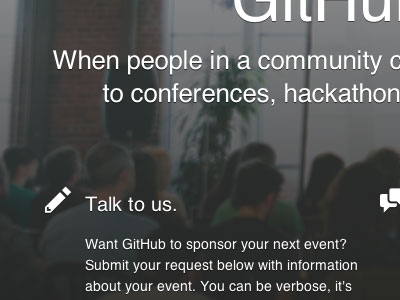 GitHu
When people in a community c
to conferences, hackathon
Talk to us.
Want GitHub to sponsor your next event?
Submit your request below with information
about your event. You can be verbose, it's